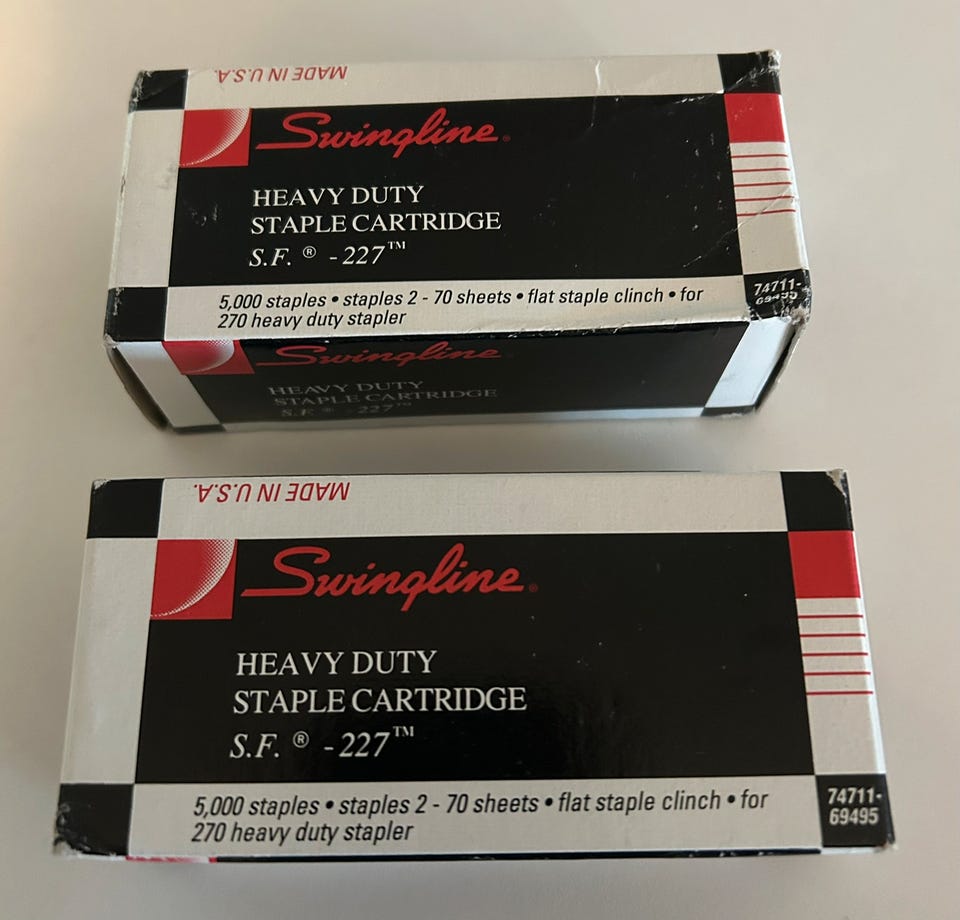 MADE IN U.S.A.
Swingline®
HEAVY DUTY
STAPLE CARTRIDGE
S.F. ® - 227™
5,000 staples • staples 2 - 70 sheets • flat staple clinch • for
270 heavy duty stapler
74711-
69495
Swingline
HEAVY DUTY
STAPLE CARTRIDGE
S.F. ® - 227™
MADE IN U.S.A.
Swingline®
HEAVY DUTY
STAPLE CARTRIDGE
S.F. ® - 227™
5,000 staples • staples 2 - 70 sheets • flat staple clinch • for
270 heavy duty stapler
74711-
69495